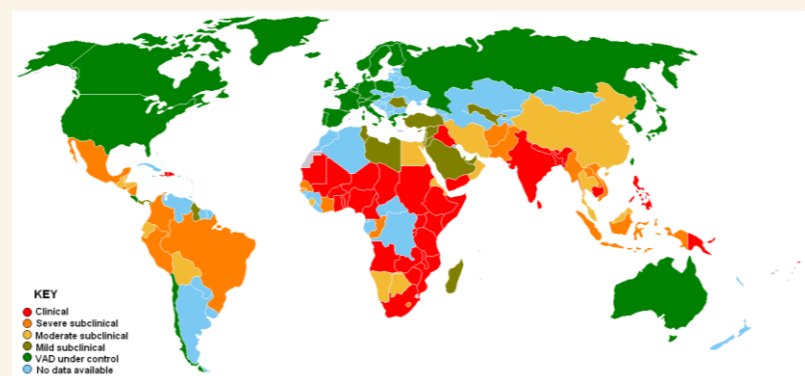 KEY
Clinical
Severe subclinical
Moderate subclinical
Mild subclinical
VAD under control
No data available